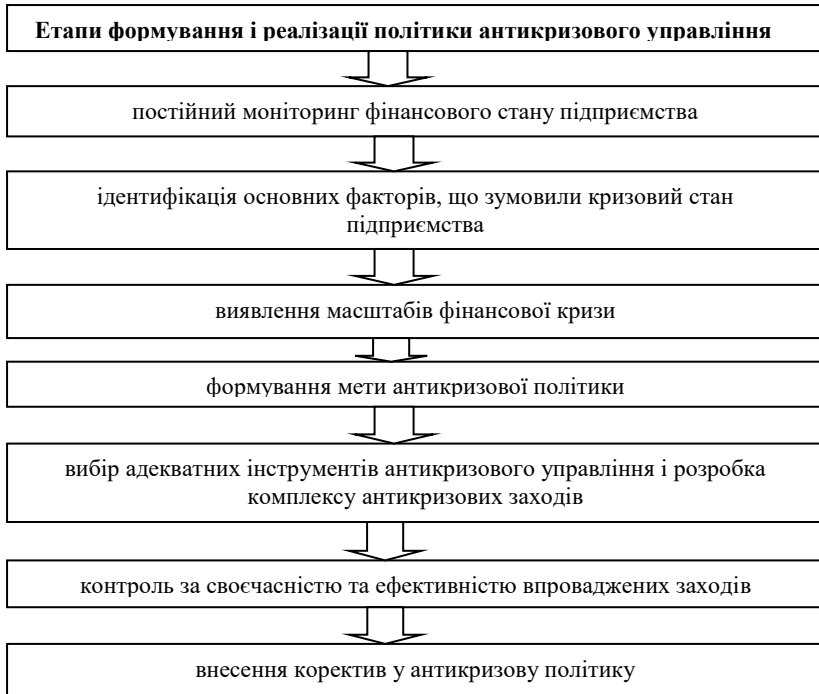 Етапи формування і реалізації політики антикризового управління
постійний моніторинг фінансового стану підприємства
ідентифікація основних факторів, що зумовили кризовий стан
підприємства
виявлення масштабів фінансової кризи
формування мети антикризової політики
вибір адекватних інструментів антикризового управління і розробка
комплексу антикризових заходів
контроль за своєчасністю та ефективністю впроваджених заходів
внесення коректив у антикризову політику